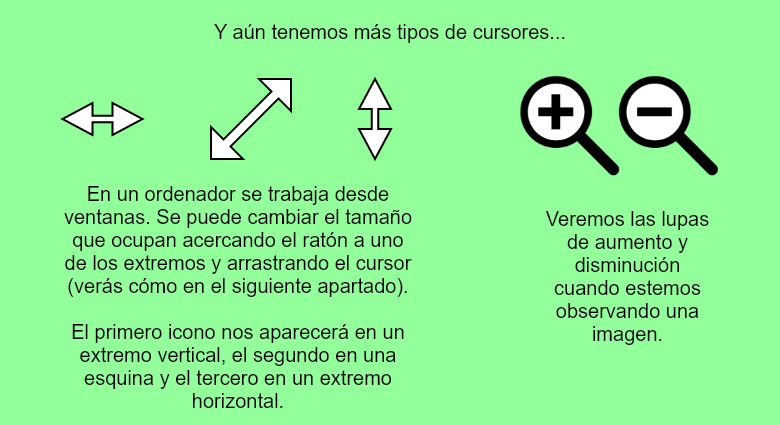 Y aún tenemos más tipos de cursores...
En un ordenador se trabaja desde
ventanas. Se puede cambiar el tamaño
que ocupan acercando el ratón a uno
de los extremos y arrastrando el cursor
(verás cómo en el siguiente apartado).
El primero icono nos aparecerá en un
extremo vertical, el segundo en una
esquina y el tercero en un extremo
horizontal.
Veremos las lupas
de aumento y
disminución
cuando estemos
observando una
imagen.